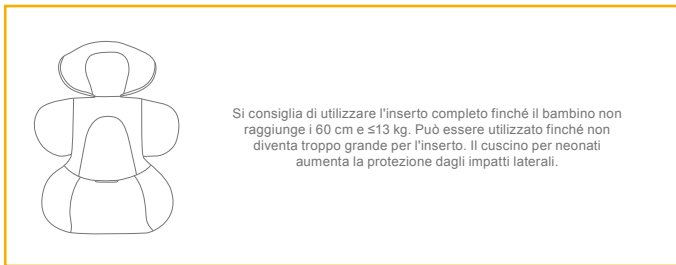 Si consiglia di utilizzare l'inserto completo finché il bambino non
raggiunge i 60 cm e ≤13 kg. Può essere utilizzato finché non
diventa troppo grande per l'inserto. Il cuscino per neonati
aumenta la protezione dagli impatti laterali.